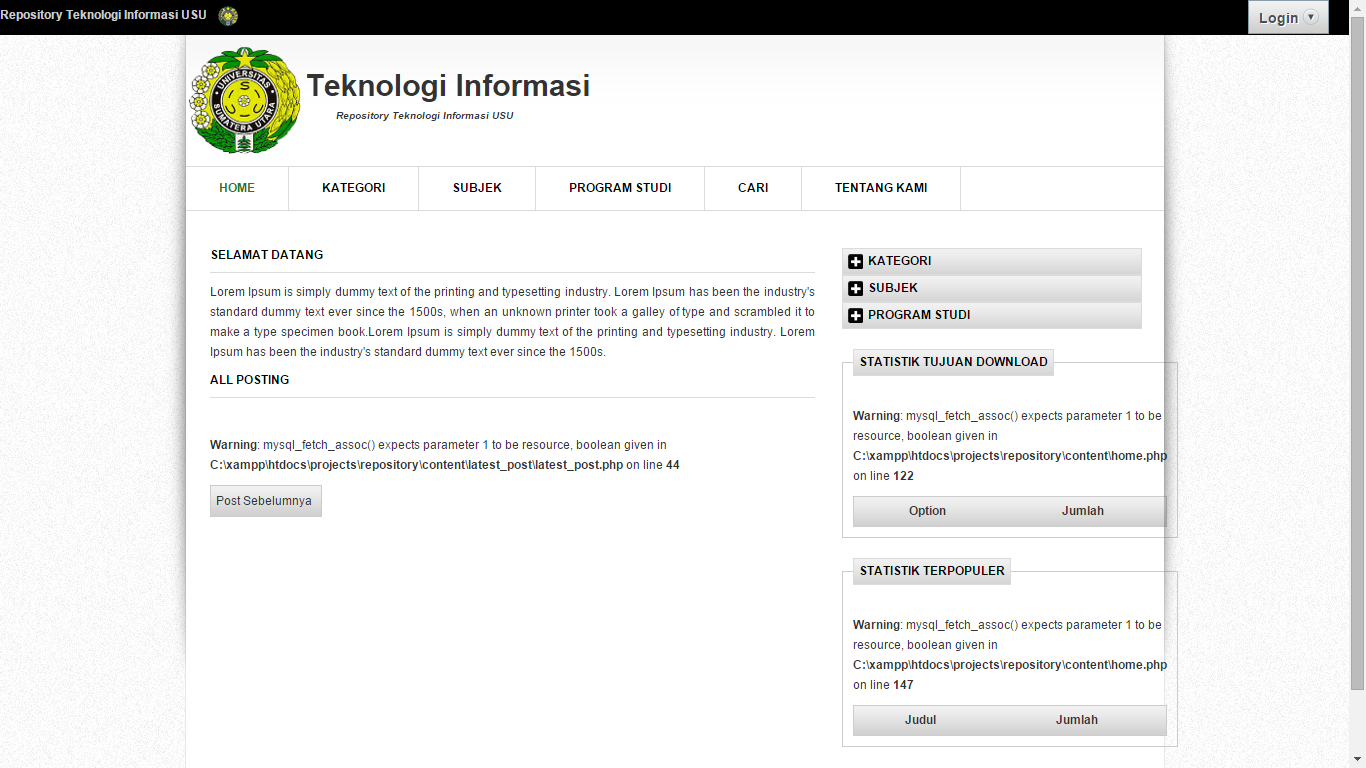 Repository Teknologi Informasi USU
Login
UNIVERSITAS
SUMATERA UTARA
Teknologi Informasi
Repository Teknologi Informasi USU
HOME KATEGORI SUBJEK PROGRAM STUDI CARI TENTANG KAMI
SELAMAT DATANG
Lorem Ipsum is simply dummy text of the printing and typesetting industry. Lorem Ipsum has been the industry's
standard dummy text ever since the 1500s, when an unknown printer took a galley of type and scrambled it to
make a type specimen book.Lorem Ipsum is simply dummy text of the printing and typesetting industry. Lorem
Ipsum has been the industry's standard dummy text ever since the 1500s.
ALL POSTING
Warning: mysql_fetch_assoc() expects parameter 1 to be resource, boolean given in
C:\xampp\htdocs\projects\repository\content\latest_post\latest_post.php on line 44
Post Sebelumnya
KATEGORI
SUBJEK
PROGRAM STUDI
STATISTIK TUJUAN DOWNLOAD
Warning: mysql_fetch_assoc() expects parameter 1 to be
resource, boolean given in
C:\xampp\htdocs\projects\repository\content\home.php
on line 122
Option Jumlah
STATISTIK TERPOPULER
Warning: mysql_fetch_assoc() expects parameter 1 to be
resource, boolean given in
C:\xampp\htdocs\projects\repository\content\home.php
on line 147
Judul Jumlah